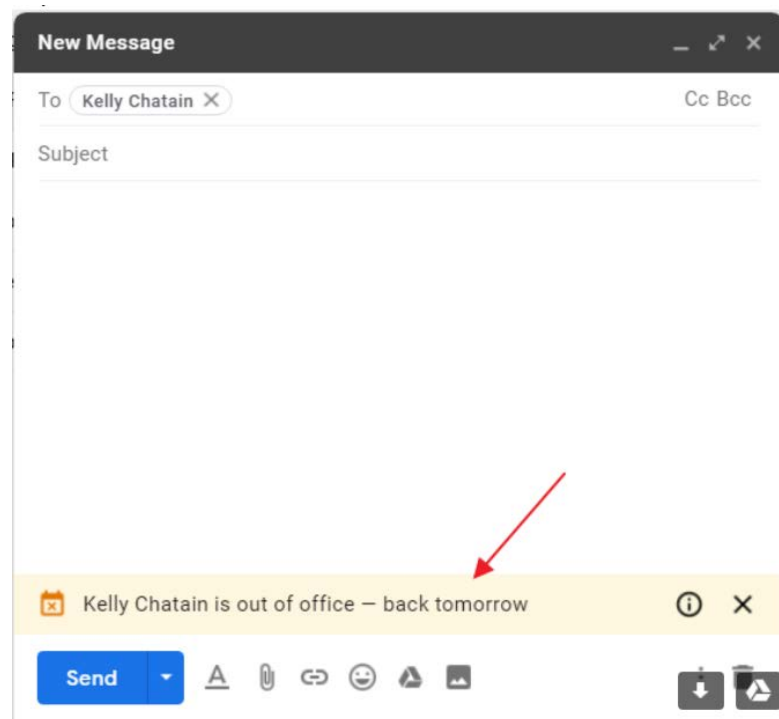 New Message
To Kelly Chatain Cc Bcc
Subject
Kelly Chatain is out of office — back tomorrow
Send